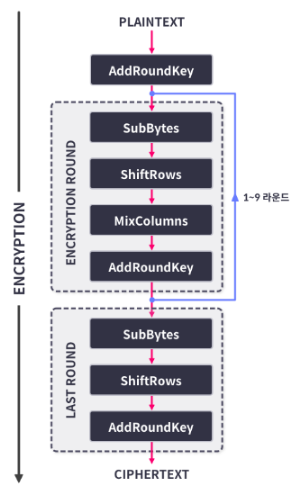 PLAINTEXT
AddRoundKey
SubBytes
ShiftRows
MixColumns
AddRoundKey
ENCRYPTION ROUND
1~9 라운드
ENCRYPTION
SubBytes
ShiftRows
AddRoundKey
LAST ROUND
CIPHERTEXT